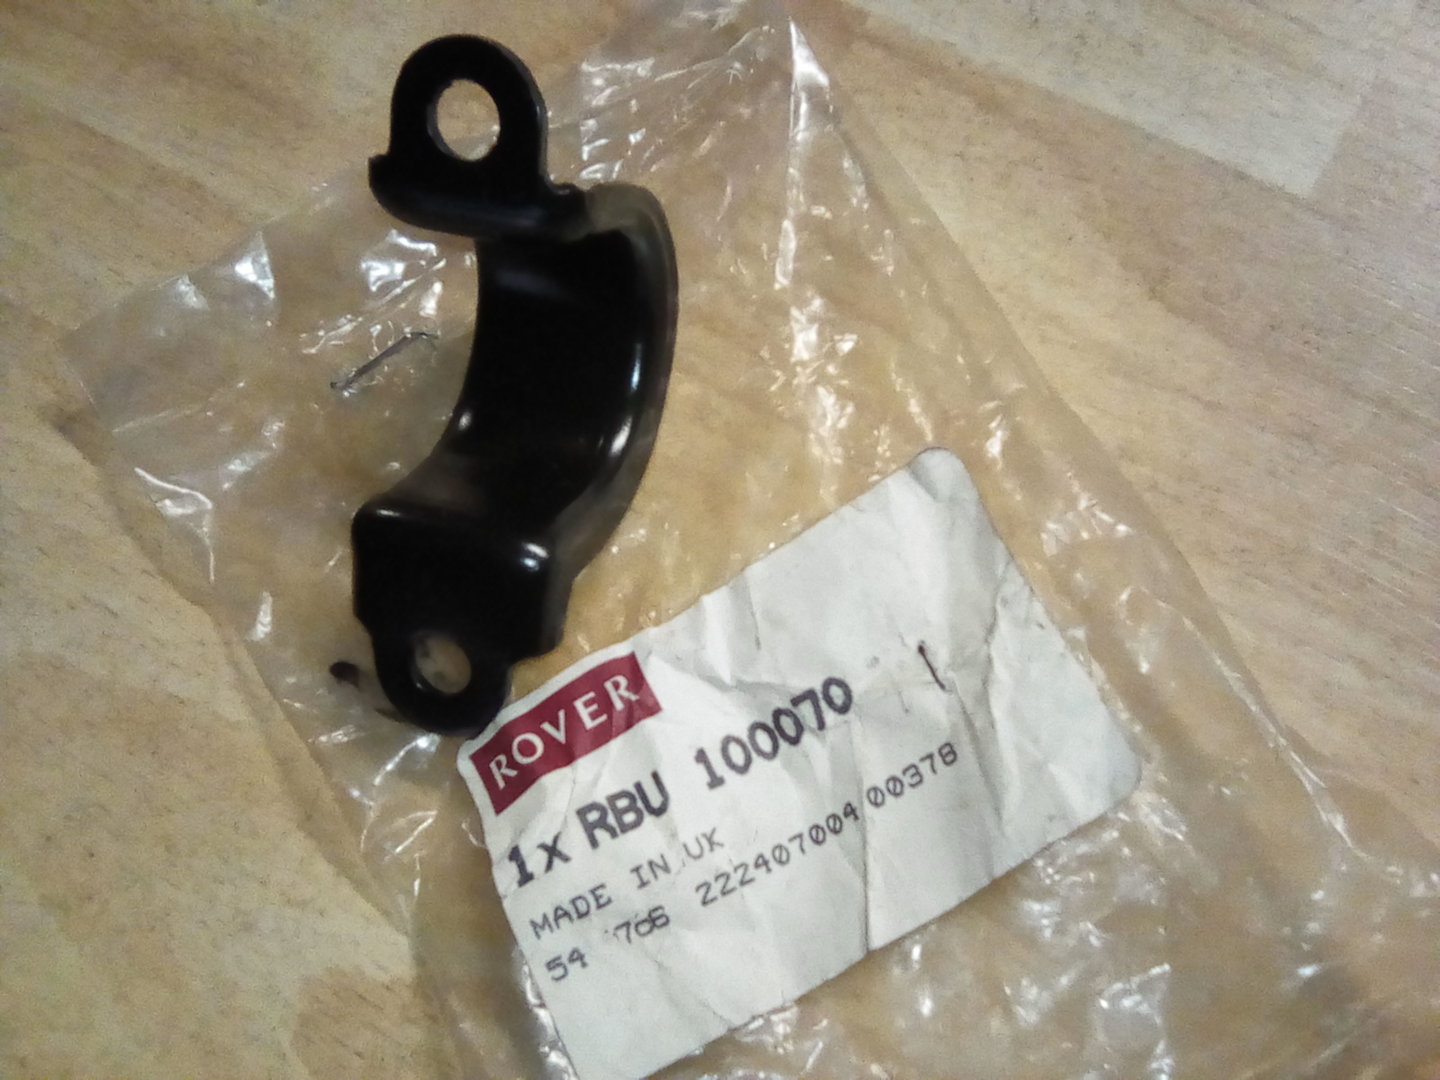 ROVER
1x RBU 100070
MADE IN UK
54 706 222407004 00378